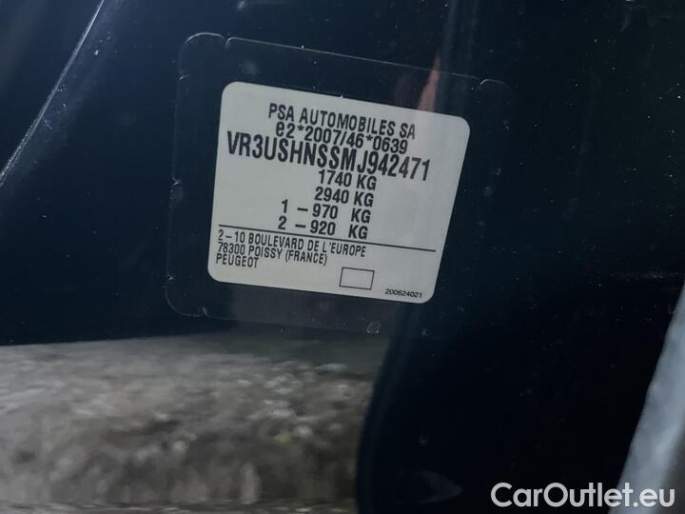 PSA AUTOMOBILES SA
e2*2007/46*0639
VR3USHNSSMJ942471
1740 KG
2940 KG
1 – 970 KG
2 – 920 KG
2–10 BOULEVARD DE L'EUROPE
78300 POISSY (FRANCE)
PEUGEOT
200624021
CarOutlet.eu